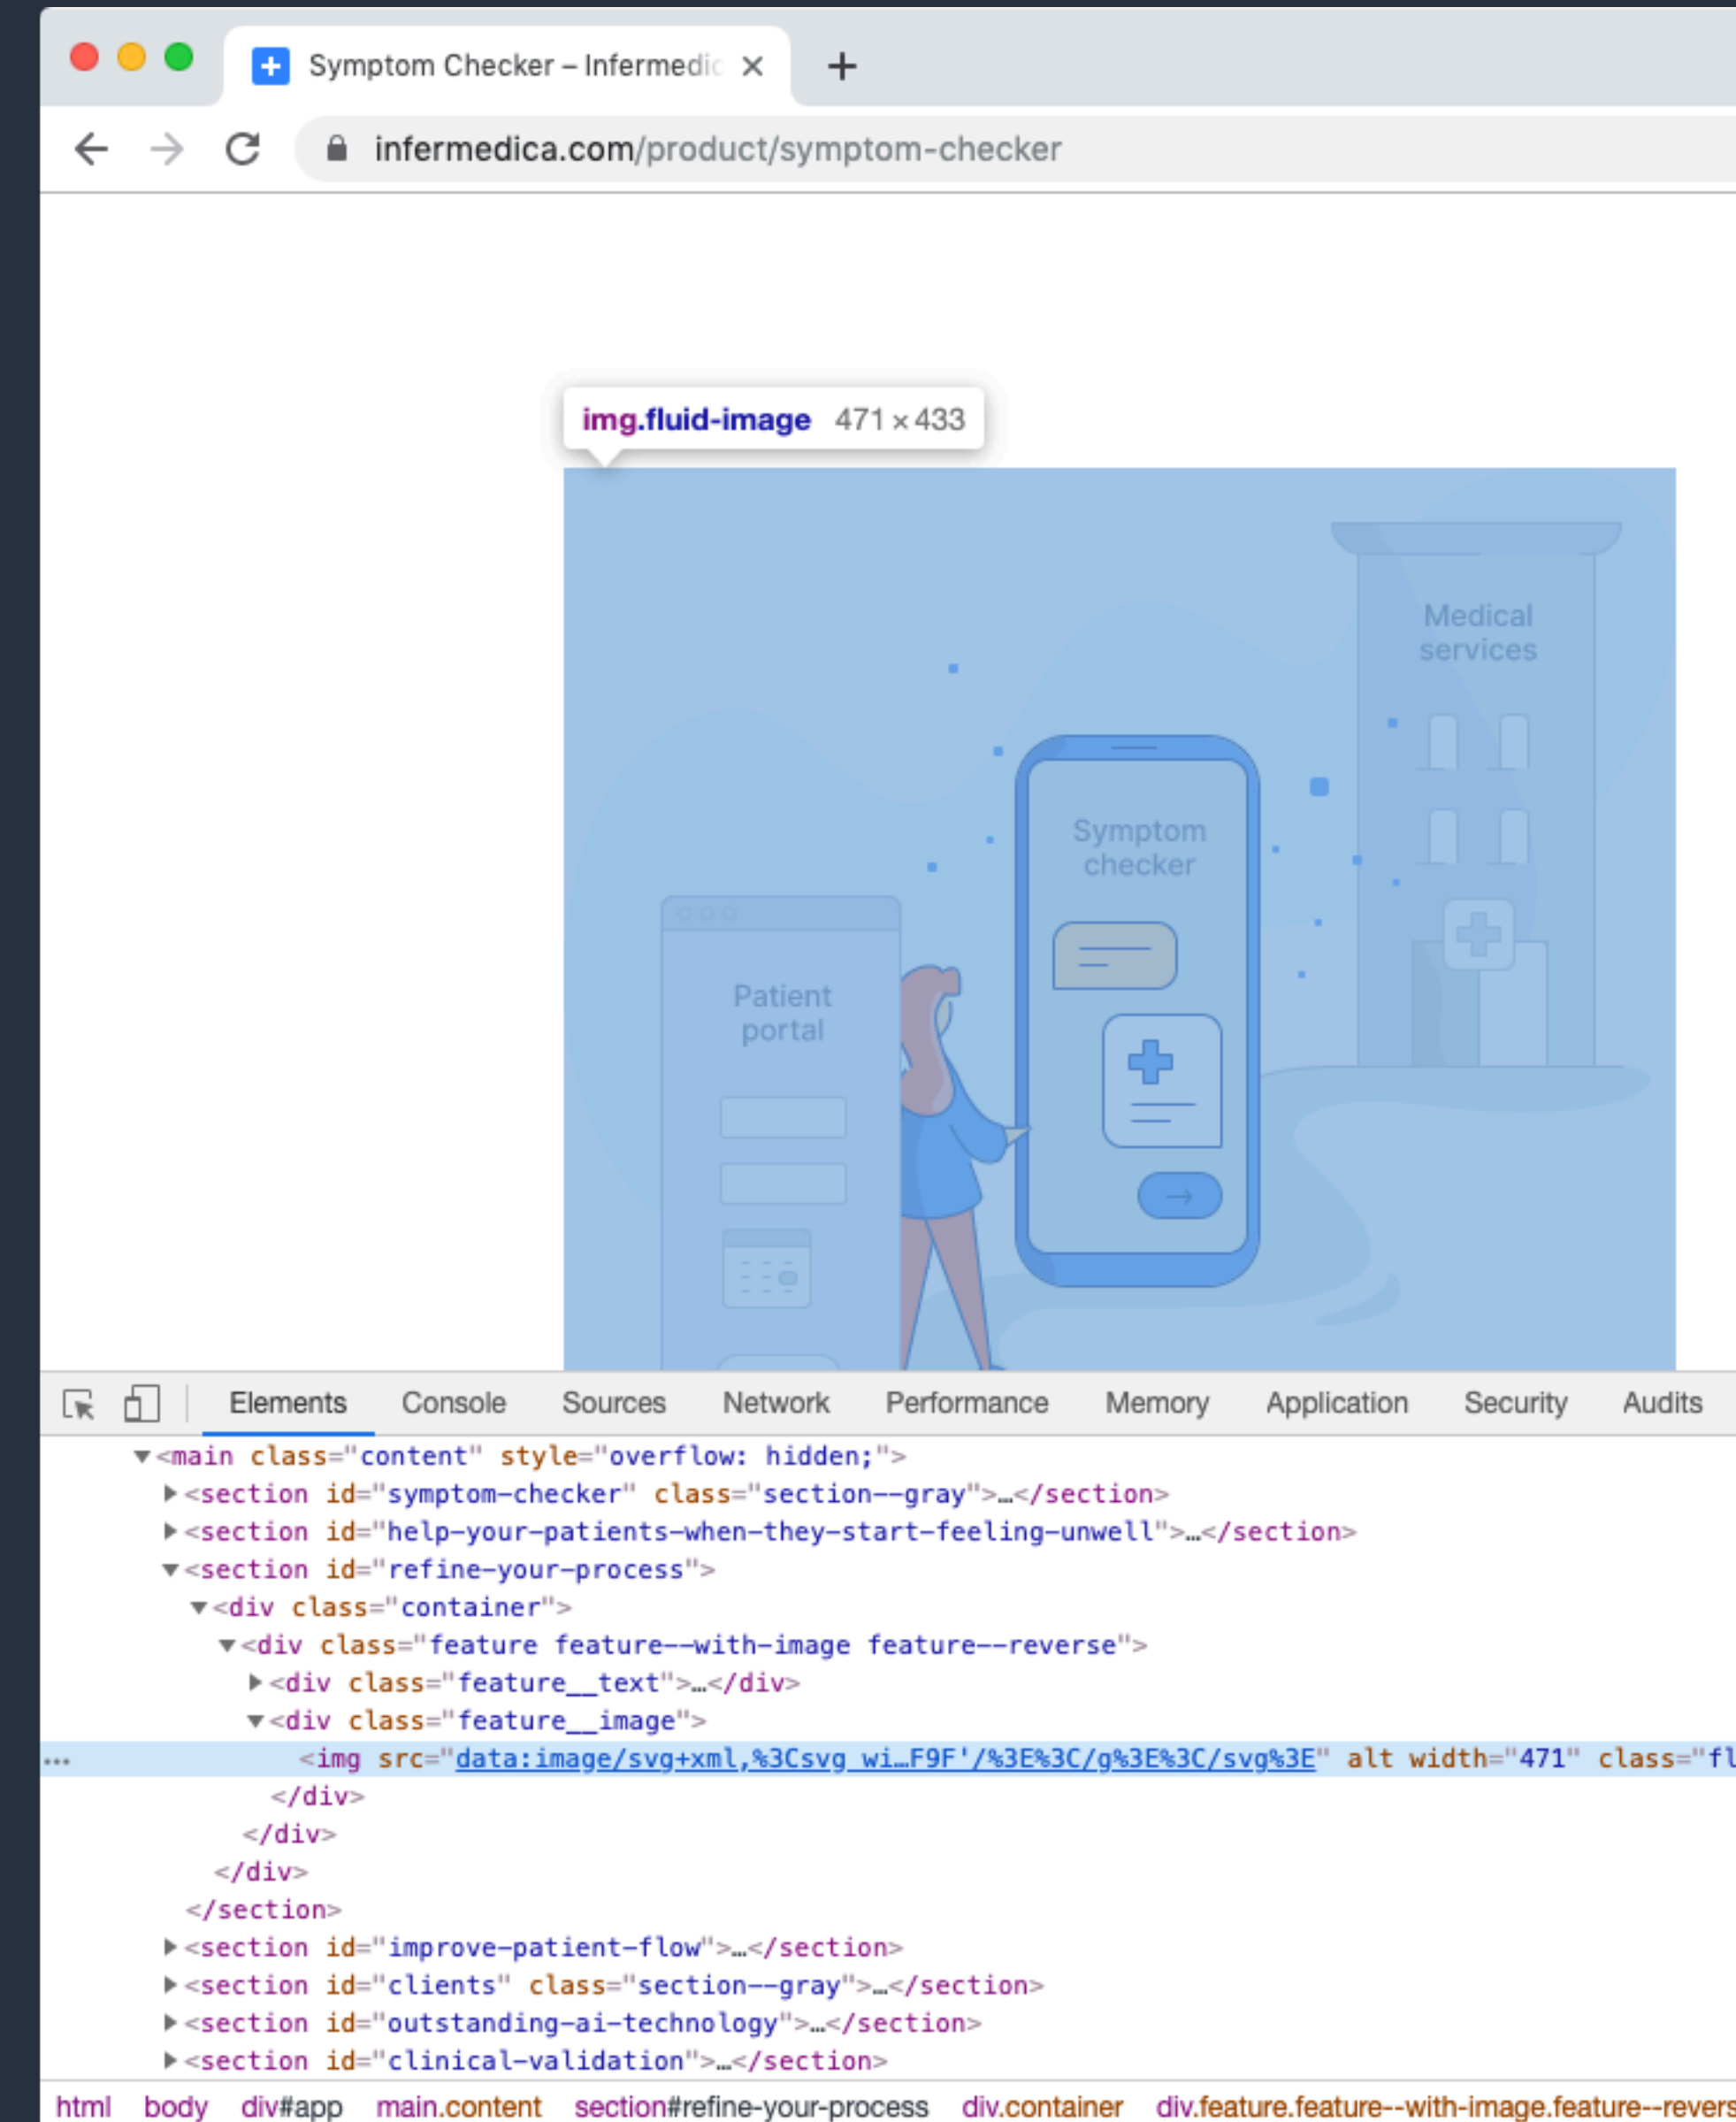 Symptom Checker – Infermedic
infermedica.com/product/symptom-checker
img.fluid-image 471 × 433
Medical
services
Symptom
checker
Patient
portal
Elements Console Sources Network Performance Memory Application Security Audits
<main class="content" style="overflow: hidden;">
<section id="symptom-checker" class="section--gray">…</section>
<section id="help-your-patients-when-they-start-feeling-unwell">…</section>
<section id="refine-your-process">
<div class="container">
<div class="feature feature--with-image feature--reverse">
<div class="feature__text">…</div>
<div class="feature__image">
<img src="data:image/svg+xml,%3Csvg wi…F9F'/%3E%3C/g%3E%3C/svg%3E" alt width="471" class="fl
</div>
</div>
</div>
</section>
<section id="improve-patient-flow">…</section>
<section id="clients" class="section--gray">…</section>
<section id="outstanding-ai-technology">…</section>
<section id="clinical-validation">…</section>
html body div#app main.content section#refine-your-process div.container div.feature.feature--with-image.feature--revers